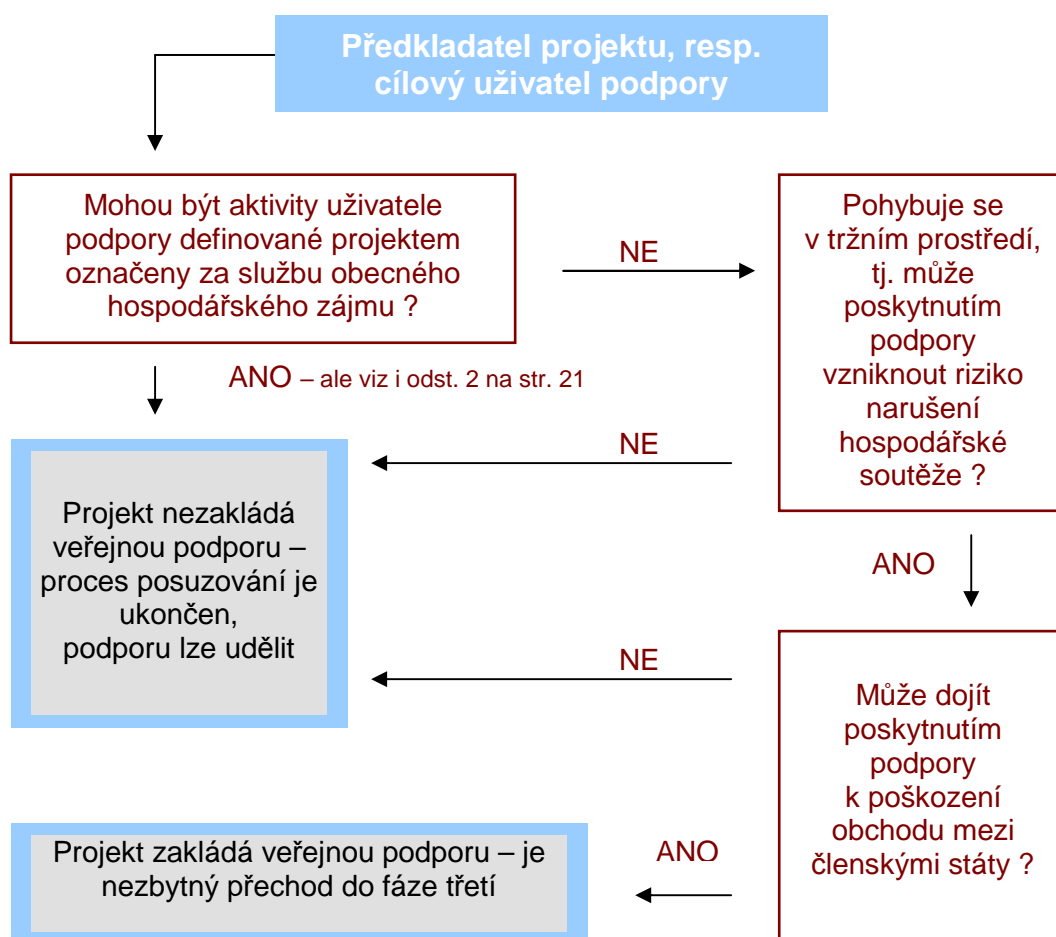 Předkladatel projektu, resp.
cílový uživatel podpory
Mohou být aktivity uživatele
podpory definované projektem
označeny za službu obecného
hospodářského zájmu ?
NE
Pohybuje se
v tržním prostředí,
tj. může
poskytnutím
podpory
vzniknout riziko
narušení
hospodářské
soutěže ?
ANO – ale viz i odst. 2 na str. 21
NE
Projekt nezakládá
veřejnou podporu –
proces posuzování je
ukončen,
podporu lze udělit
ANO
NE
Může dojít
poskytnutím
podpory
k poškození
obchodu mezi
členskými státy ?
Projekt zakládá veřejnou podporu – je
nezbytný přechod do fáze třetí
ANO